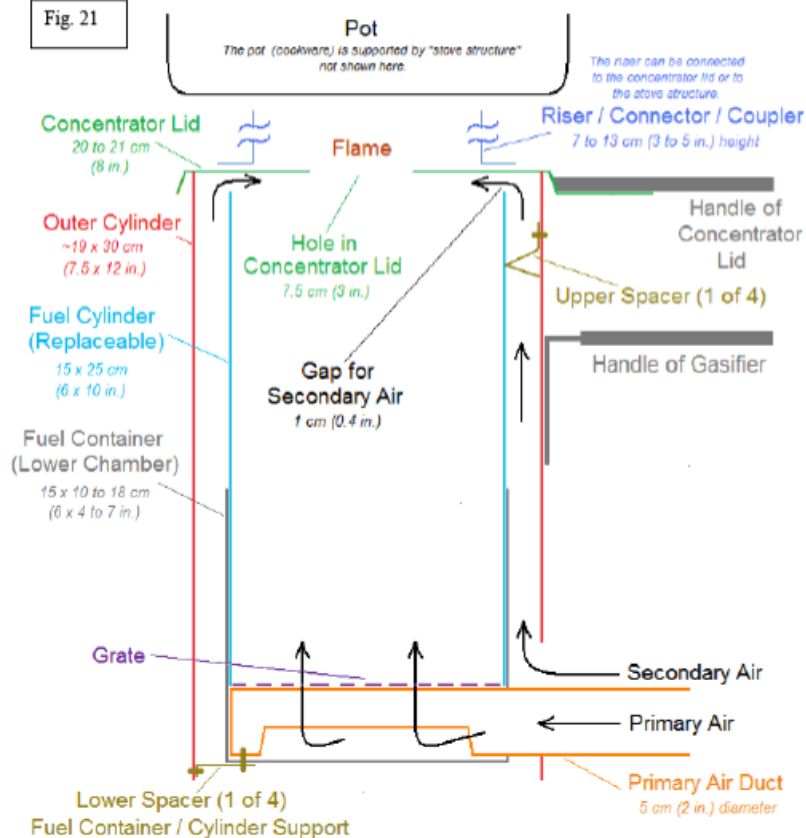 Fig. 21
Pot
The pot (cookware) is supported by "stove structure"
not shown here.
The riser can be connected
to the concentrator lid or to
the stove structure.
Riser / Connector / Coupler
7 to 13 cm (3 to 5 in.) height
Concentrator Lid
20 to 21 cm
(8 in.)
Flame
Outer Cylinder
~19 x 30 cm
(7.5 x 12 in.)
Hole in
Concentrator Lid
7.5 cm (3 in.)
Handle of
Concentrator
Lid
Upper Spacer (1 of 4)
Fuel Cylinder
(Replaceable)
15 x 25 cm
(6 x 10 in.)
Gap for
Secondary Air
1 cm (0.4 in.)
Handle of Gasifier
Fuel Container
(Lower Chamber)
15 x 10 to 18 cm
(6 x 4 to 7 in.)
Grate
Secondary Air
Primary Air
Primary Air Duct
5 cm (2 in.) diameter
Lower Spacer (1 of 4)
Fuel Container / Cylinder Support